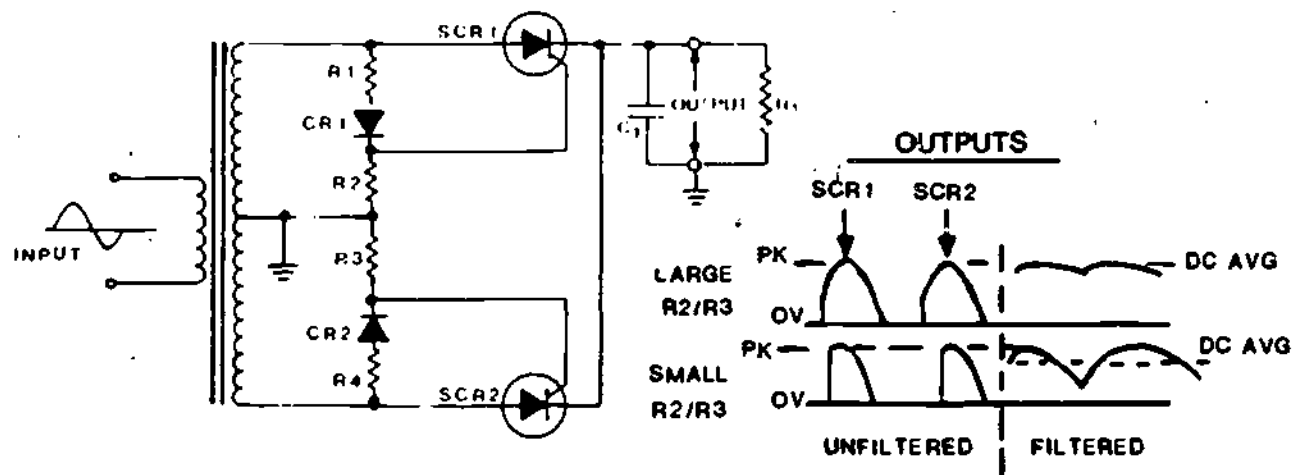 SCR1
R1
CR1
R2
R3
CR2
R4
SCR2
INPUT
OUTPUT
C1
OUTPUTS
SCR1 SCR2
PK DC AVG
LARGE
R2/R3
OV
PK DC AVG
SMALL
R2/R3
OV
UNFILTERED FILTERED